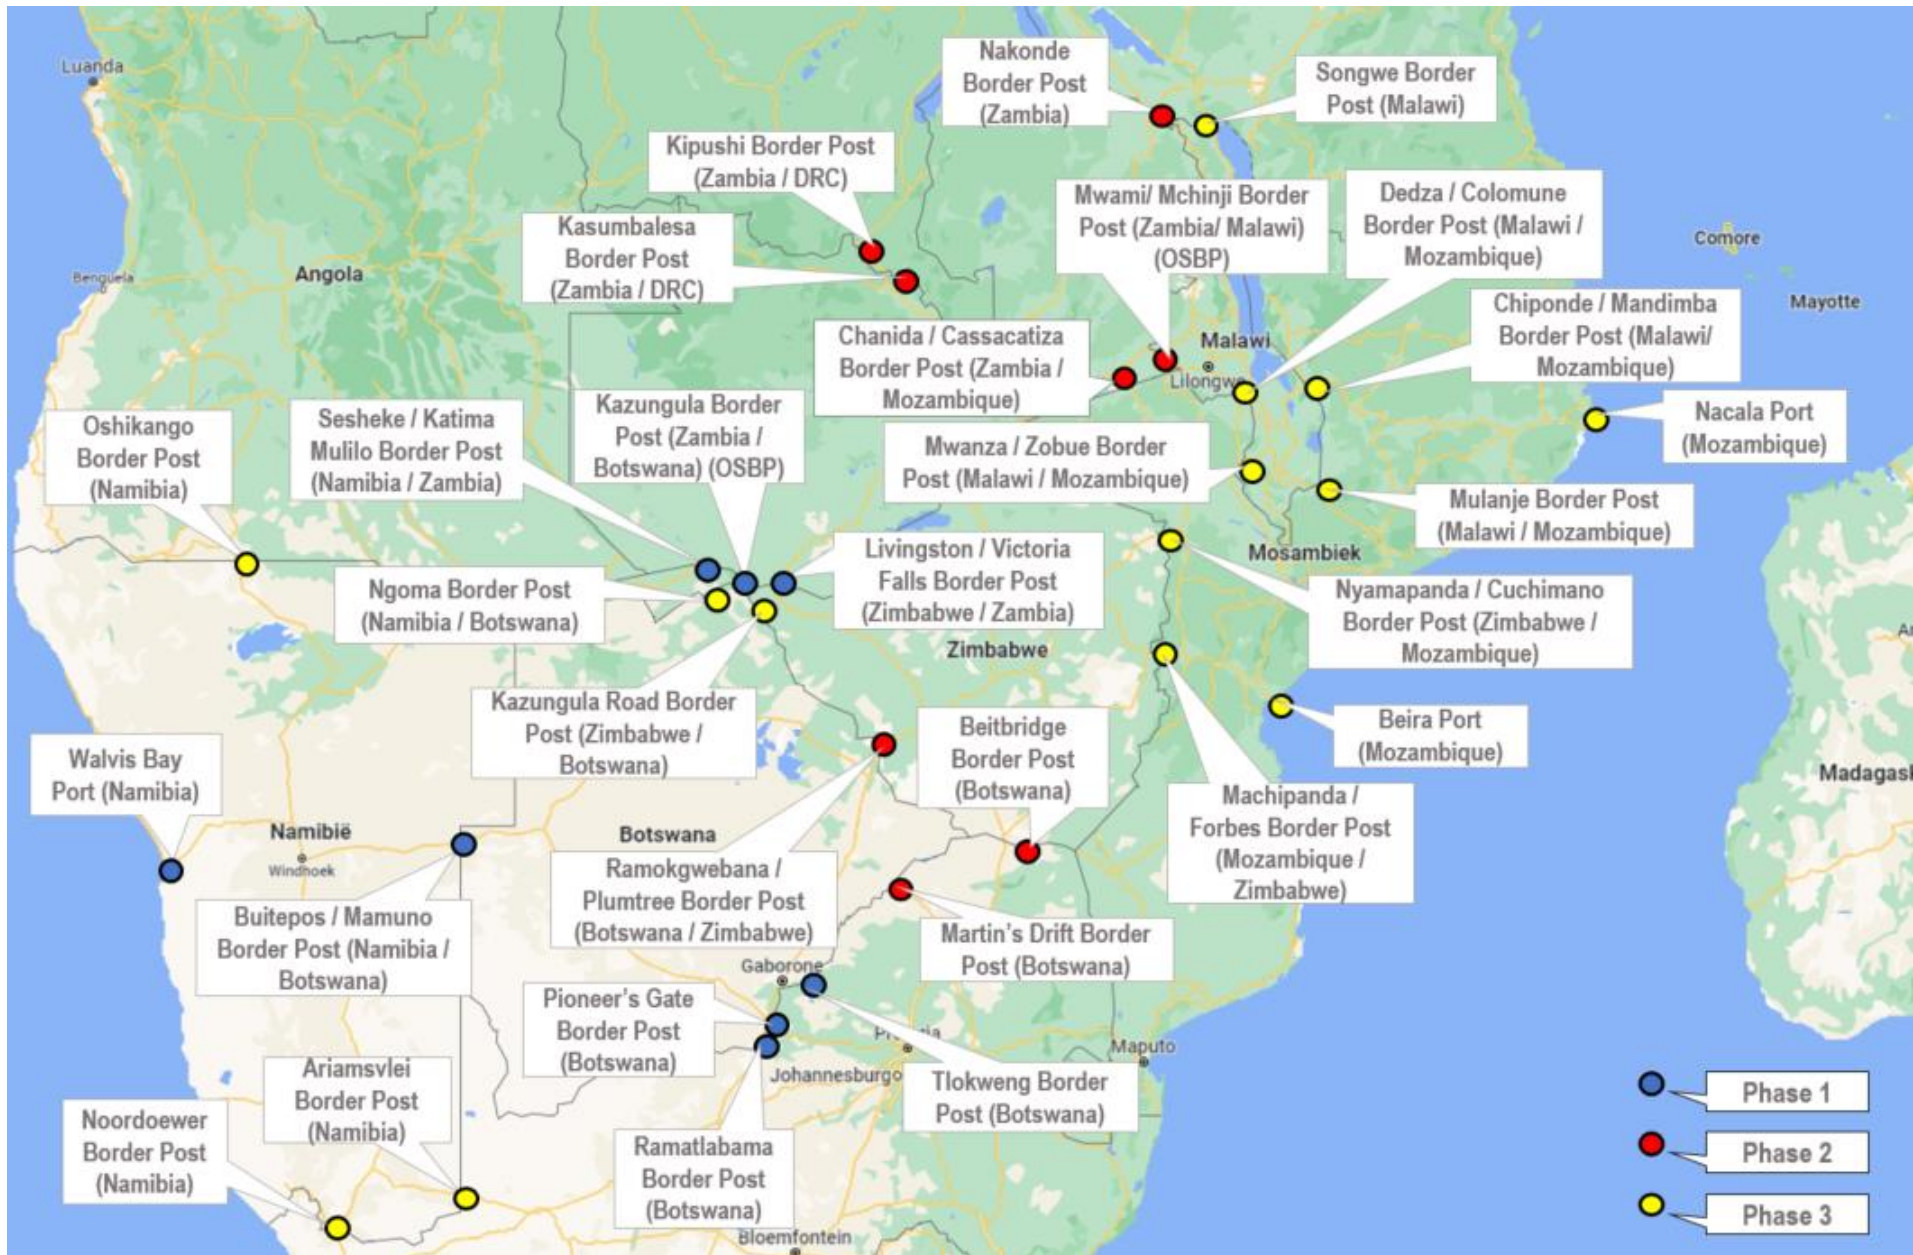 Luanda
Nakonde
Border Post
(Zambia)
Songwe Border
Post (Malawi)
Kipushi Border Post
(Zambia / DRC)
Mwami/ Mchinji Border
Post (Zambia/ Malawi)
(OSBP)
Dedza / Colomune
Border Post (Malawi /
Mozambique)
Kasumbalesa
Border Post
(Zambia / DRC)
Comore
Benguela
Angola
Mayotte
Chiponde / Mandimba
Border Post (Malawi/
Mozambique)
Chanida / Cassacatiza
Border Post (Zambia /
Mozambique)
Malawi
Lilongwe
Oshikango
Border Post
(Namibia)
Sesheke / Katima
Mulilo Border Post
(Namibia / Zambia)
Kazungula Border
Post (Zambia /
Botswana) (OSBP)
Mwanza / Zobue Border
Post (Malawi / Mozambique)
Nacala Port
(Mozambique)
Mulanje Border Post
(Malawi / Mozambique)
Mosambiek
Livingston / Victoria
Falls Border Post
(Zimbabwe / Zambia)
Ngoma Border Post
(Namibia / Botswana)
Nyamapanda / Cuchimano
Border Post (Zimbabwe /
Mozambique)
Zimbabwe
Kazungula Road Border
Post (Zimbabwe /
Botswana)
Beitbridge
Border Post
(Botswana)
Beira Port
(Mozambique)
Walvis Bay
Port (Namibia)
Madagask
Machipanda /
Forbes Border Post
(Mozambique /
Zimbabwe)
Namibië
Windhoek
Botswana
Ramokgwebana /
Plumtree Border Post
(Botswana / Zimbabwe)
Buitepos / Mamuno
Border Post (Namibia /
Botswana)
Martin's Drift Border
Post (Botswana)
Gaborone
Pioneer's Gate
Border Post
(Botswana)
Maputo
Johannesburgo
Tlokweng Border
Post (Botswana)
Ariamsvlei
Border Post
(Namibia)
Noordoewer
Border Post
(Namibia)
Ramatlabama
Border Post
(Botswana)
Bloemfontein
Phase 1
Phase 2
Phase 3